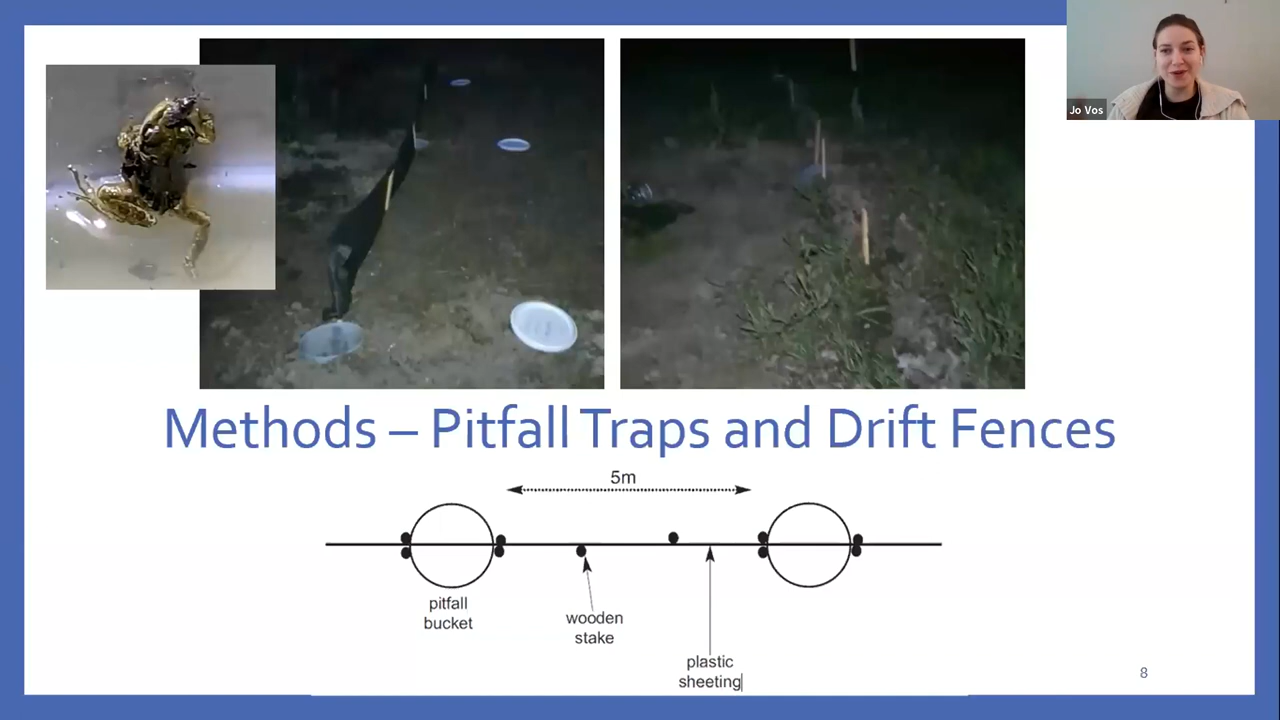 Jo Vos
Methods – Pitfall Traps and Drift Fences
5m
pitfall
bucket
wooden
stake
plastic
sheeting
8